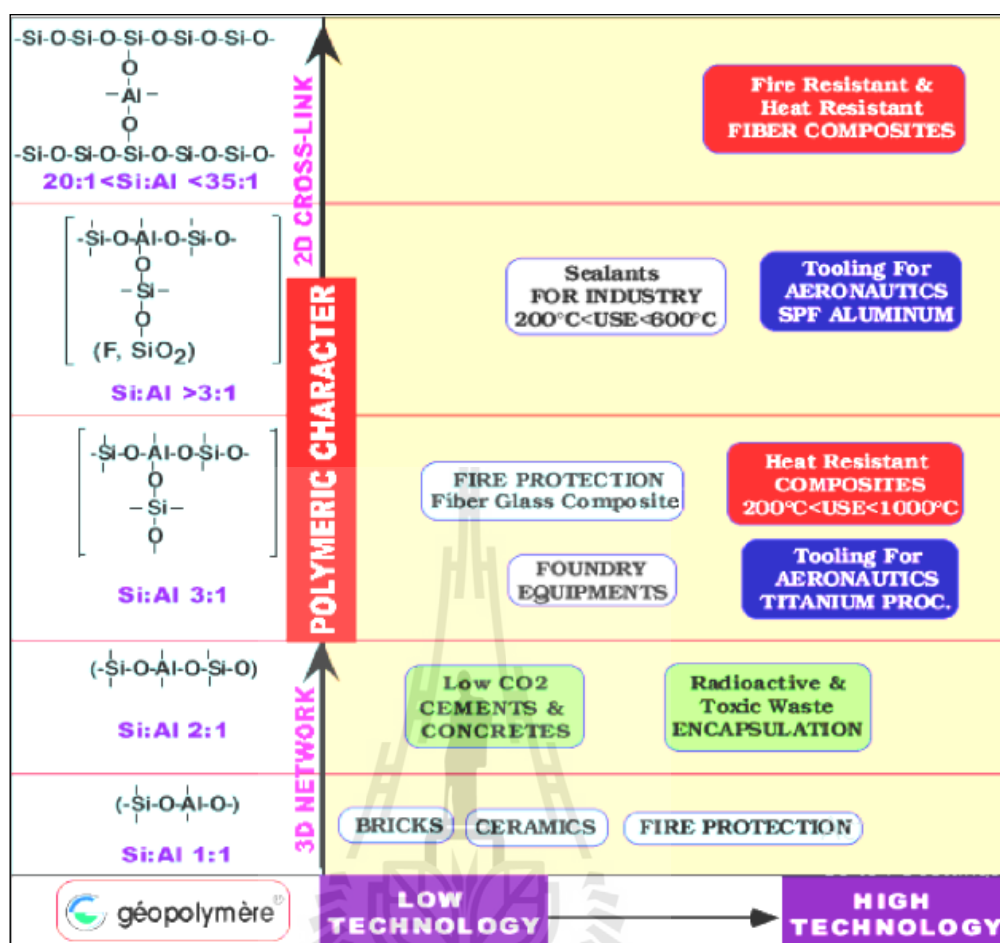 -Si-O-Si-O-Si-O-Si-O-Si-O-
O
-Al-
O
-Si-O-Si-O-Si-O-Si-O-Si-O-
20:1<Si:Al <35:1
Fire Resistant &
Heat Resistant
FIBER COMPOSITES
2D CROSS-LINK
-Si-O-Al-O-Si-O-
O
-Si-
O
(F, SiO2)
Si:Al >3:1
Sealants
FOR INDUSTRY
200°C<USE<600°C
Tooling For
AERONAUTICS
SPF ALUMINUM
POLYMERIC CHARACTER
-Si-O-Al-O-Si-O-
O
-Si-
O
Si:Al 3:1
FIRE PROTECTION
Fiber Glass Composite
Heat Resistant
COMPOSITES
200°C<USE<1000°C
FOUNDRY
EQUIPMENTS
Tooling For
AERONAUTICS
TITANIUM PROC.
3D NETWORK
(-Si-O-Al-O-Si-O)
Si:Al 2:1
Low CO2
CEMENTS &
CONCRETES
Radioactive &
Toxic Waste
ENCAPSULATION
(-Si-O-Al-O-)
Si:Al 1:1
BRICKS
CERAMICS
FIRE PROTECTION
géopolymère®
LOW
TECHNOLOGY
HIGH
TECHNOLOGY